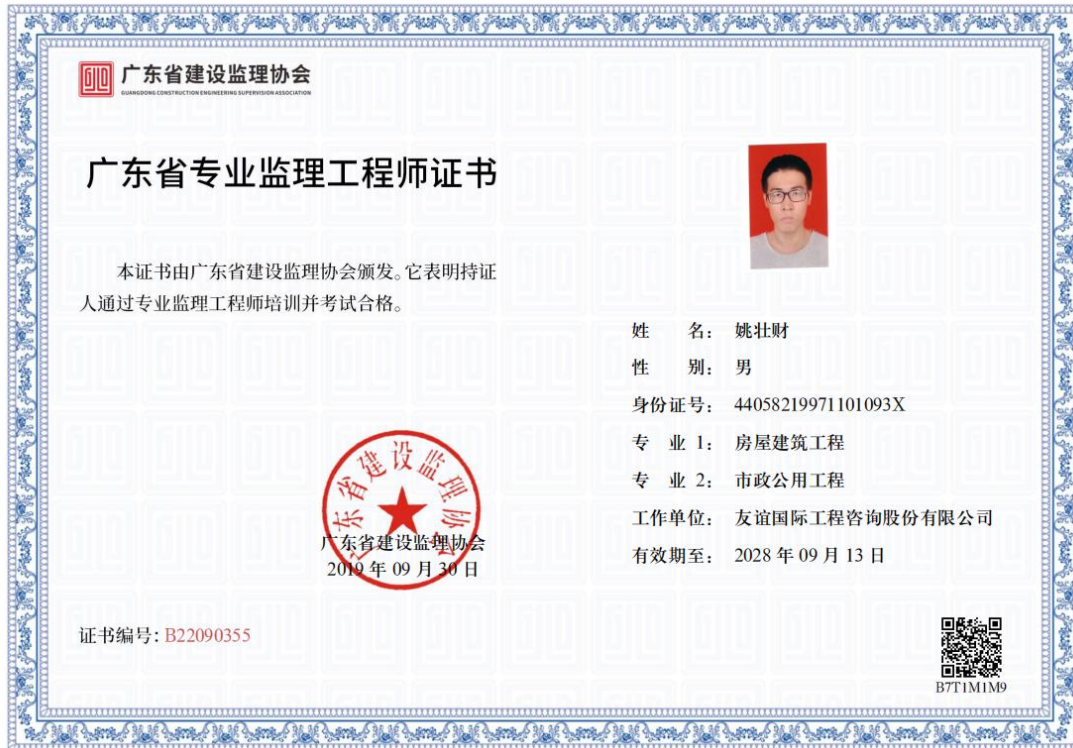 广东省建设监理协会
GUANGDONG CONSTRUCTION ENGINEERING SUPERVISION ASSOCIATION
广东省专业监理工程师证书
本证书由广东省建设监理协会颁发。它表明持证
人通过专业监理工程师培训并考试合格。
姓 名： 姚壮财
性 别： 男
身份证号： 44058219971101093X
专 业 1： 房屋建筑工程
专 业 2： 市政公用工程
工作单位： 友谊国际工程咨询股份有限公司
有效期至： 2028 年 09 月 13 日
广东省建设监理协会
广东省建设监理协会
2019 年 09 月 30 日
证书编号：B22090355
B7T1M1M9